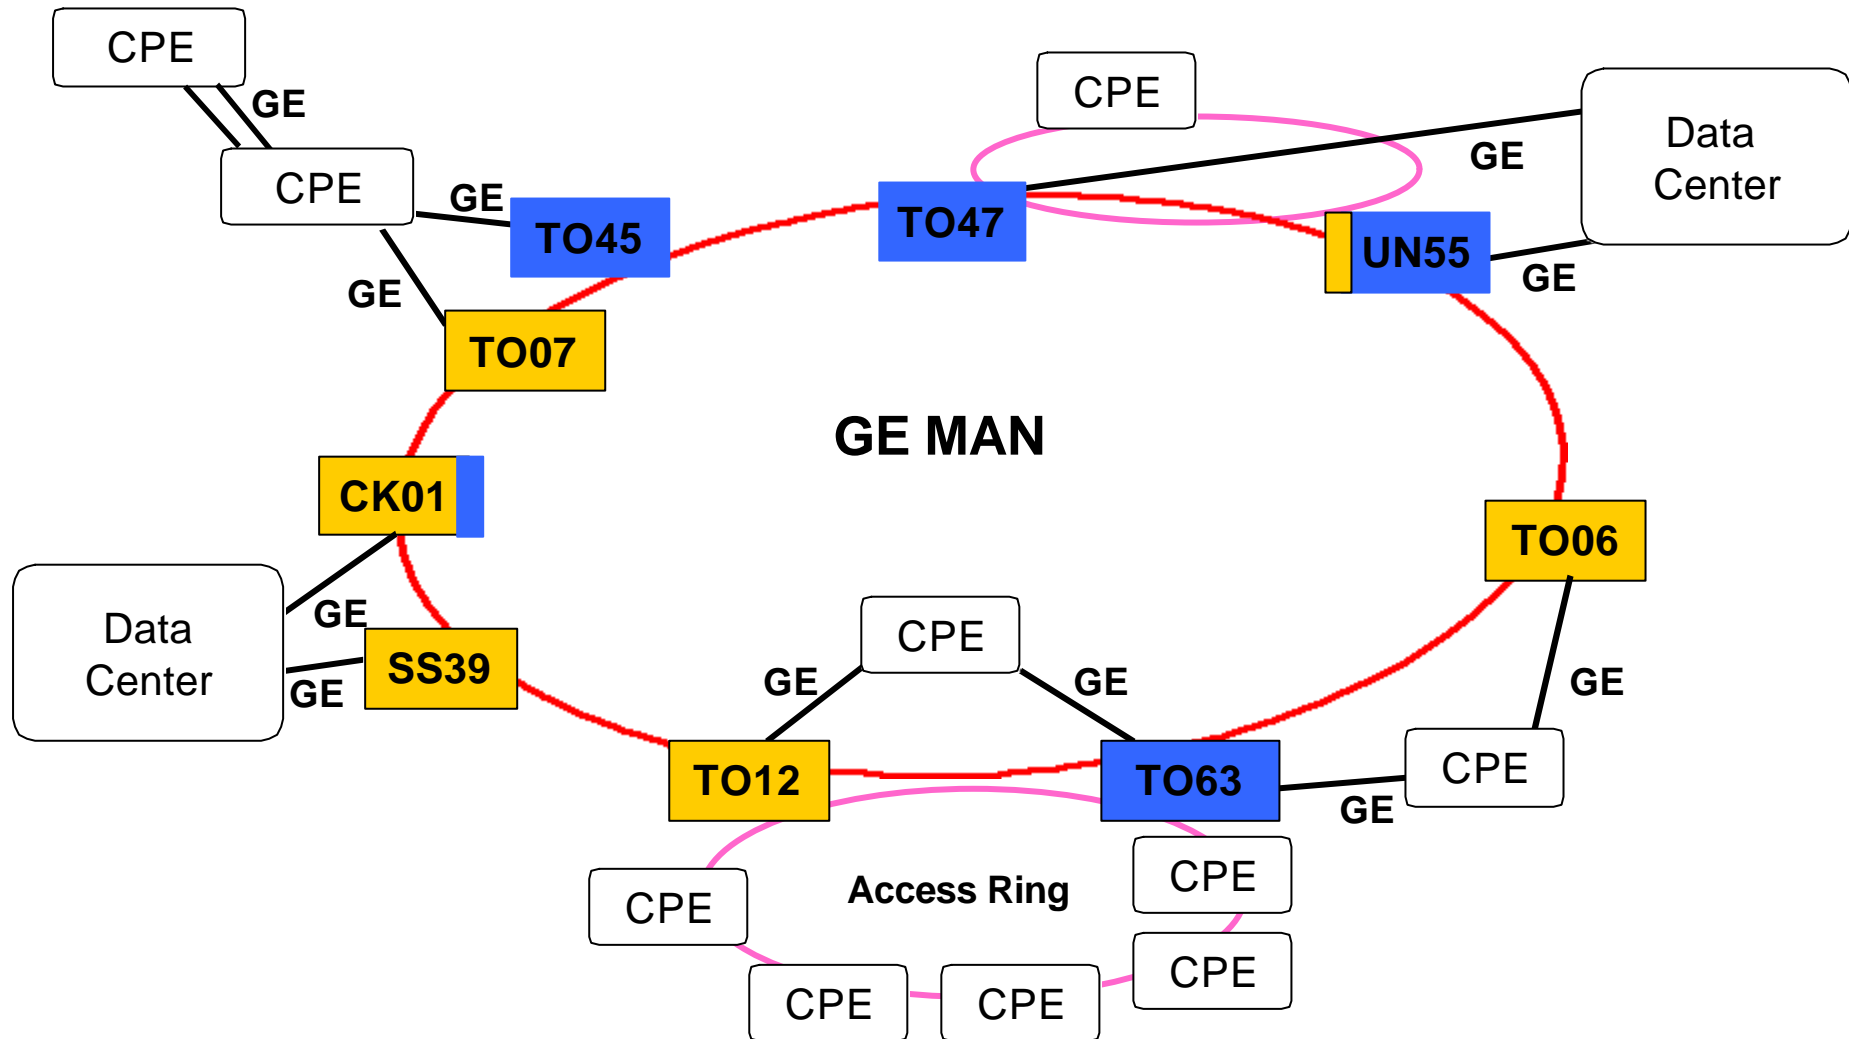 CPE
GE
CPE
GE
GE
TO45
TO07
TO47
CPE
GE
Data
Center
UN55
GE
GE MAN
CK01
Data
Center
GE
GE
SS39
TO06
CPE
GE
GE
TO12
TO63
GE
CPE
GE
Access Ring
CPE
CPE
CPE
CPE
CPE